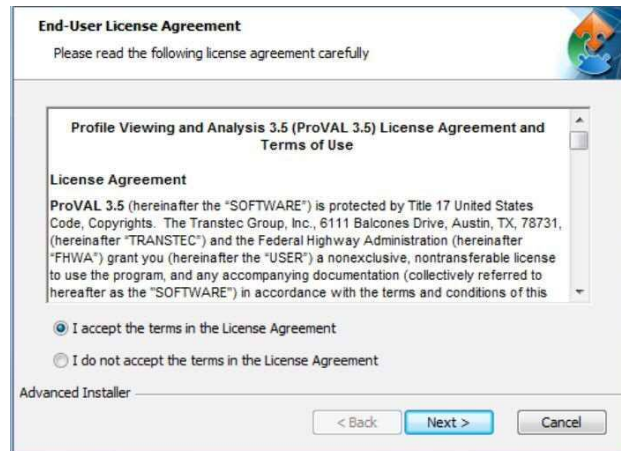 End-User License Agreement
Please read the following license agreement carefully
Profile Viewing and Analysis 3.5 (ProVAL 3.5) License Agreement and
Terms of Use
License Agreement
ProVAL 3.5 (hereinafter the “SOFTWARE”) is protected by Title 17 United States
Code, Copyrights. The Transtec Group, Inc., 6111 Balcones Drive, Austin, TX, 78731,
(hereinafter “TRANSTEC”) and the Federal Highway Administration (hereinafter
“FHWA”) grant you (hereinafter the “USER”) a nonexclusive, nontransferable license
to use the program, and any accompanying documentation (collectively referred to
hereafter as the "SOFTWARE") in accordance with the terms and conditions of this
I accept the terms in the License Agreement
I do not accept the terms in the License Agreement
Advanced Installer
< Back Next > Cancel